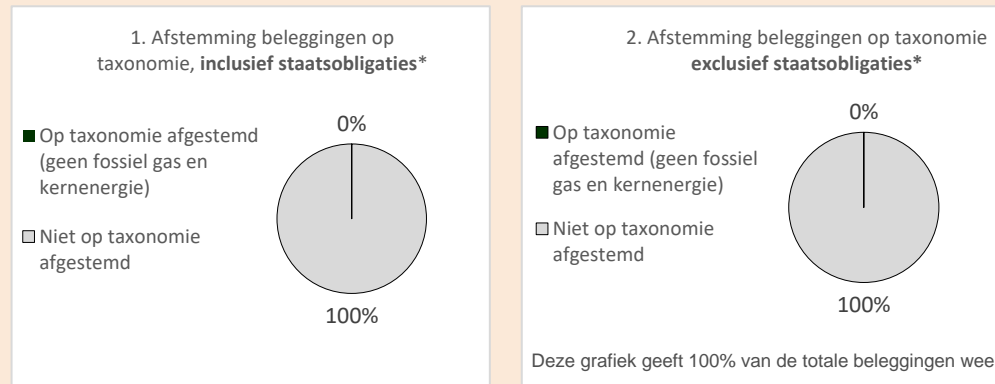 1. Afstemming beleggingen op
taxonomie, inclusief staatsobligaties*
Op taxonomie afgestemd
(geen fossiel gas en
kernenergie)
Niet op taxonomie
afgestemd
0%
100%
2. Afstemming beleggingen op taxonomie
exclusief staatsobligaties*
Op taxonomie
afgestemd (geen fossiel
gas en kernenergie)
Niet op taxonomie
afgestemd
0%
100%
Deze grafiek geeft 100% van de totale beleggingen wee